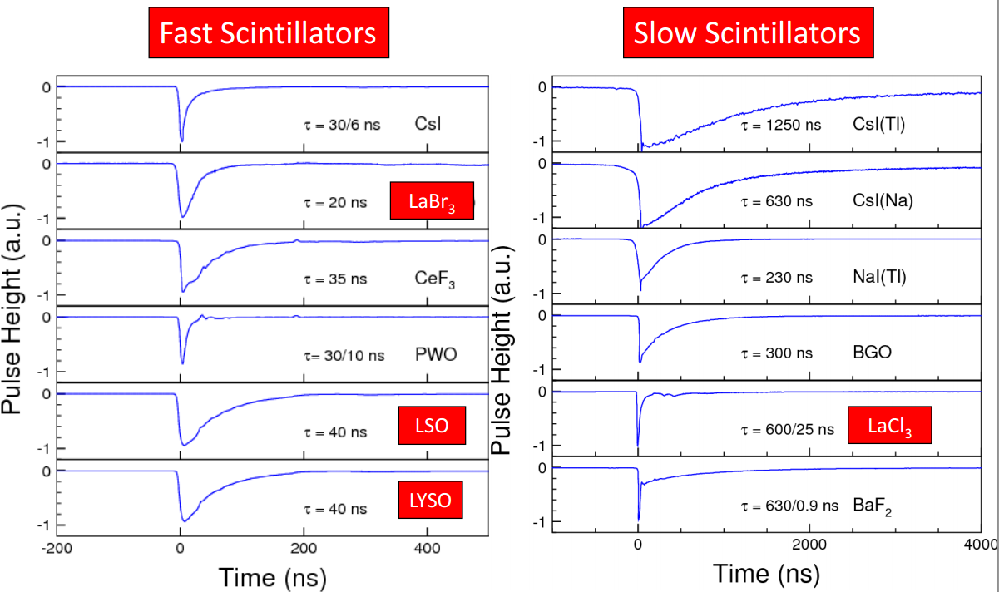 Fast Scintillators
Slow Scintillators
Pulse Height (a.u.)
0
-1
τ = 30/6 ns CsI
0
-1
τ = 20 ns LaBr3
0
-1
τ = 35 ns CeF3
0
-1
τ= 30/10 ns PWO
0
-1
τ = 40 ns LSO
0
-1
τ = 40 ns LYSO
-200 0 200 400
Time (ns)
Pulse Height (a.u.)
0
-1
τ = 1250 ns CsI(Tl)
0
-1
τ = 630 ns CsI(Na)
0
-1
τ = 230 ns NaI(Tl)
0
-1
τ = 300 ns BGO
0
-1
τ = 600/25 ns LaCl3
0
-1
τ = 630/0.9 ns BaF2
0 2000 4000
Time (ns)